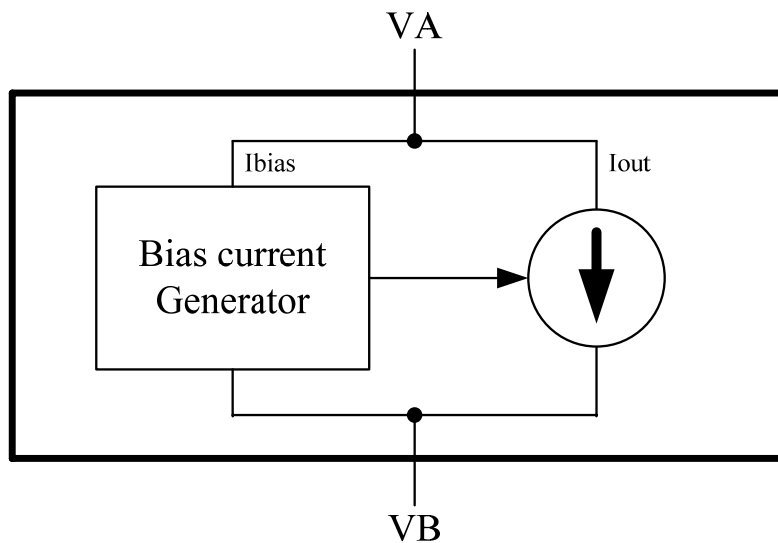 VA
Ibias
Iout
Bias current
Generator
VB